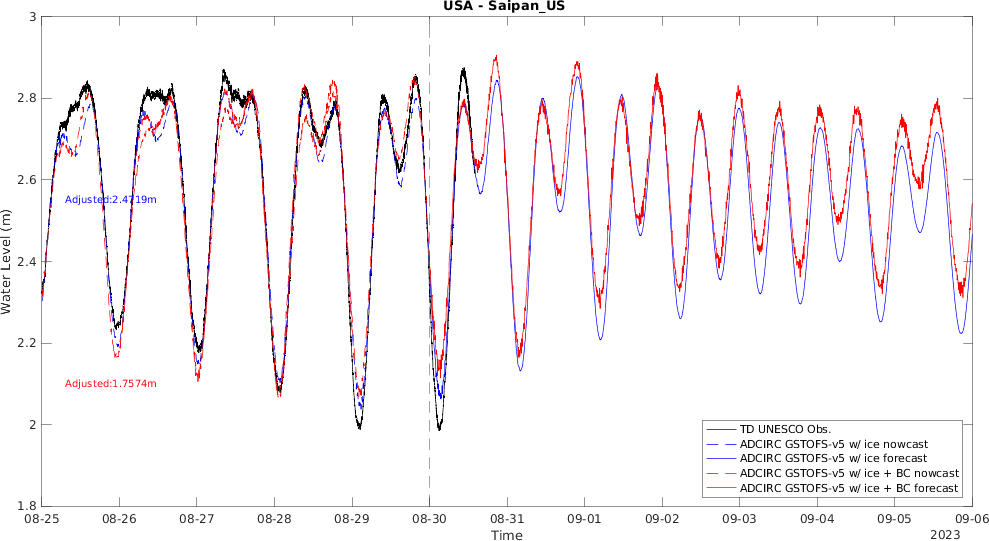 USA - Saipan_US
3
2.8
2.6
2.4
2.2
2
1.8
Water Level (m)
Adjusted:2.4719m
Adjusted:1.7574m
TD UNESCO Obs.
ADCIRC GSTOFS-v5 w/ ice nowcast
ADCIRC GSTOFS-v5 w/ ice forecast
ADCIRC GSTOFS-v5 w/ ice + BC nowcast
ADCIRC GSTOFS-v5 w/ ice + BC forecast
08-25 08-26 08-27 08-28 08-29 08-30 08-31 09-01 09-02 09-03 09-04 09-05 09-06
Time
2023